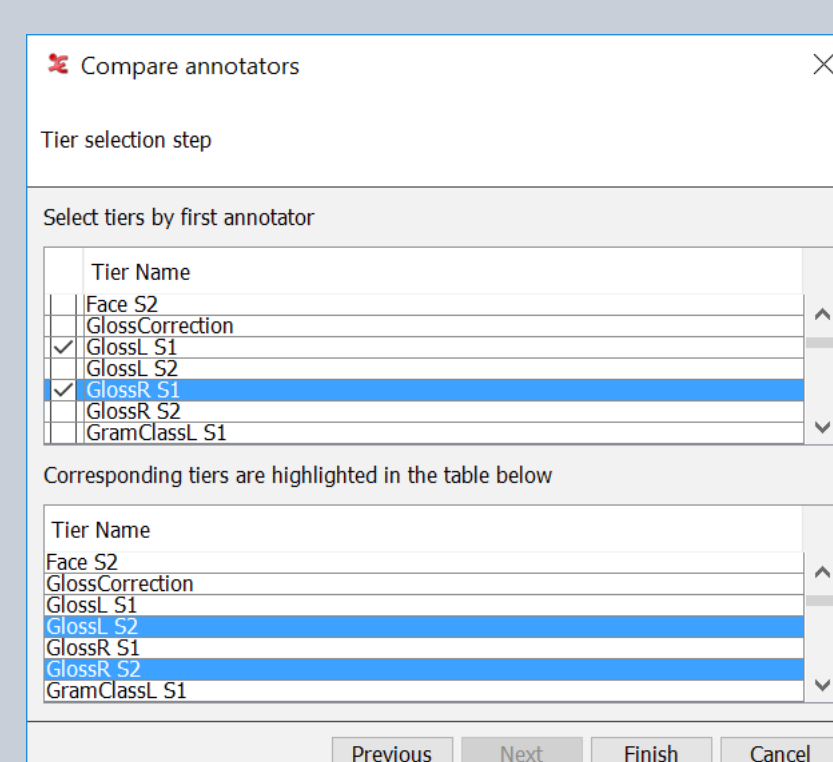 Compare annotators
Tier selection step
Select tiers by first annotator
Tier Name
Face S2
GlossCorrection
GlossL S1
GlossL S2
GlossR S1
GlossR S2
GramClassL S1
Corresponding tiers are highlighted in the table below
Tier Name
Face S2
GlossCorrection
GlossL S1
GlossL S2
GlossR S1
GlossR S2
GramClassL S1
Previous Next Finish Cancel